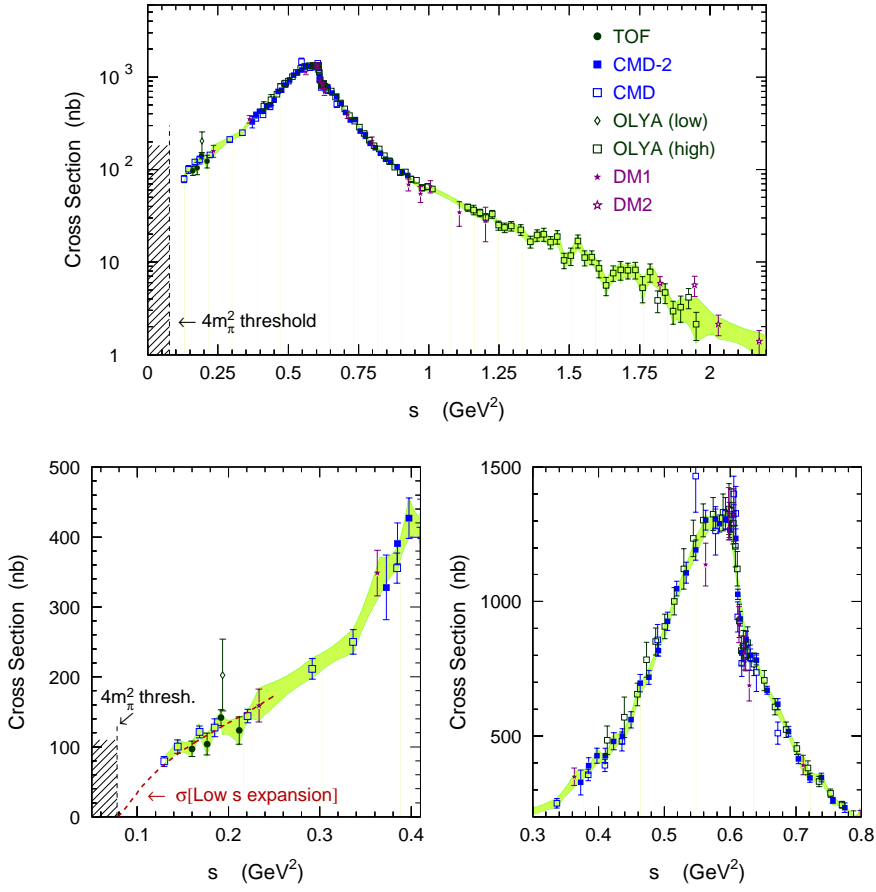 Cross Section (nb)
10³
10²
10
1
TOF
CMD-2
CMD
OLYA (low)
OLYA (high)
DM1
DM2
← 4m²π threshold
0 0.25 0.5 0.75 1 1.25 1.5 1.75 2
s (GeV²)
Cross Section (nb)
500
400
300
200
100
0
4m²π thresh.
← σ[Low s expansion]
0.1 0.2 0.3 0.4
s (GeV²)
Cross Section (nb)
1500
1300
1000
500
0.3 0.4 0.5 0.6 0.7 0.8
s (GeV²)